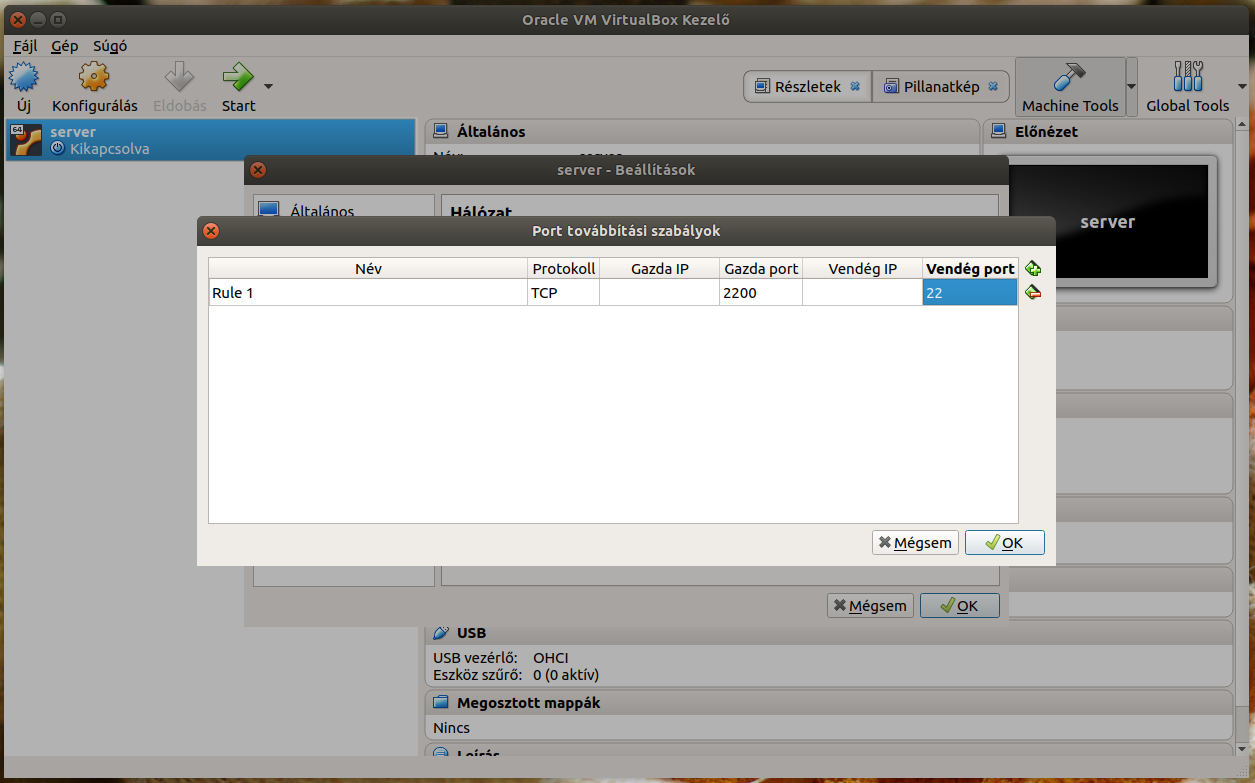 Oracle VM VirtualBox Kezelő
Fájl Gép Súgó
Új Konfigurálás Eldobás Start Részletek Pillanatkép Machine Tools Global Tools
64 server
Kikapcsolva
Általános
Előnézet
server
server - Beállítások
Általános
Hálózat
Port továbbítási szabályok
Név Protokoll Gazda IP Gazda port Vendég IP Vendég port
Rule 1 TCP 2200 22
Mégsem OK
Mégsem OK
USB
USB vezérlő: OHCI
Eszköz szűrő: 0 (0 aktív)
Megosztott mappák
Nincs